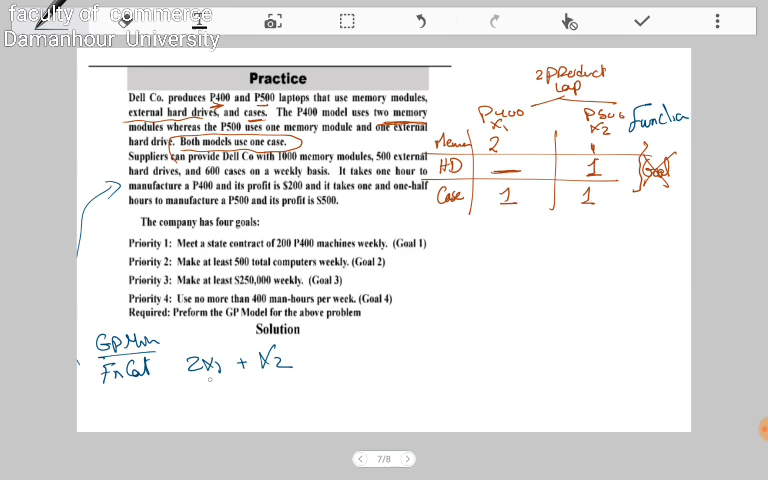 faculty of commerce
Damanhour University
Practice
Dell Co. produces P400 and P500 laptops that use memory modules,
external hard drives, and cases. The P400 model uses two memory
modules whereas the P500 uses one memory module and one external
hard drive. Both models use one case.
Suppliers can provide Dell Co with 1000 memory modules, 500 external
hard drives, and 600 cases on a weekly basis. It takes one hour to
manufacture a P400 and its profit is $200 and it takes one and one-half
hours to manufacture a P500 and its profit is $500.
The company has four goals:
Priority 1: Meet a state contract of 200 P400 machines weekly. (Goal 1)
Priority 2: Make at least 500 total computers weekly. (Goal 2)
Priority 3: Make at least $250,000 weekly. (Goal 3)
Priority 4: Use no more than 400 man-hours per week. (Goal 4)
Required: Preform the GP Model for the above problem
Solution
2 Product
Lap
P400
X1
P500
X2
Function
2 1
HD — 1
Goal
Case 1 1
2X1 + X2
7/8